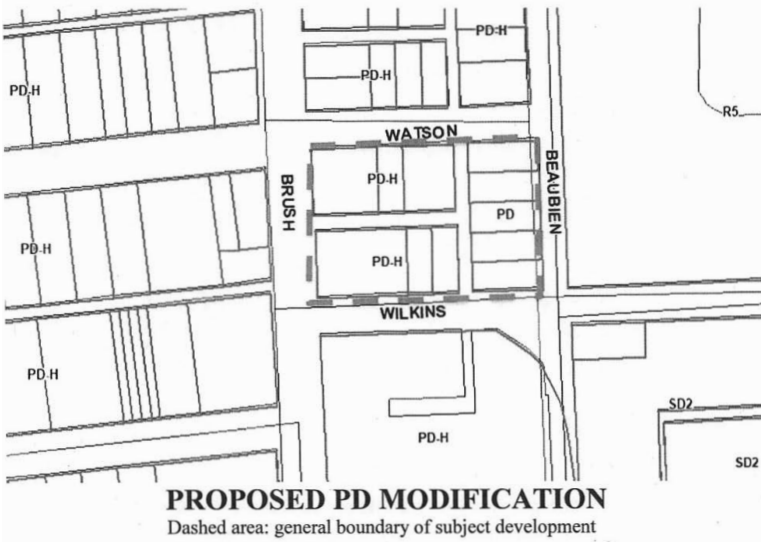 PD-H
PD-H
PD-H
R5
WATSON
BRUSH
PD-H
BEAUBIEN
PD
PD-H
PD-H
WILKINS
PD-H
SD2
PD-H
SD2
PROPOSED PD MODIFICATION
Dashed area: general boundary of subject development